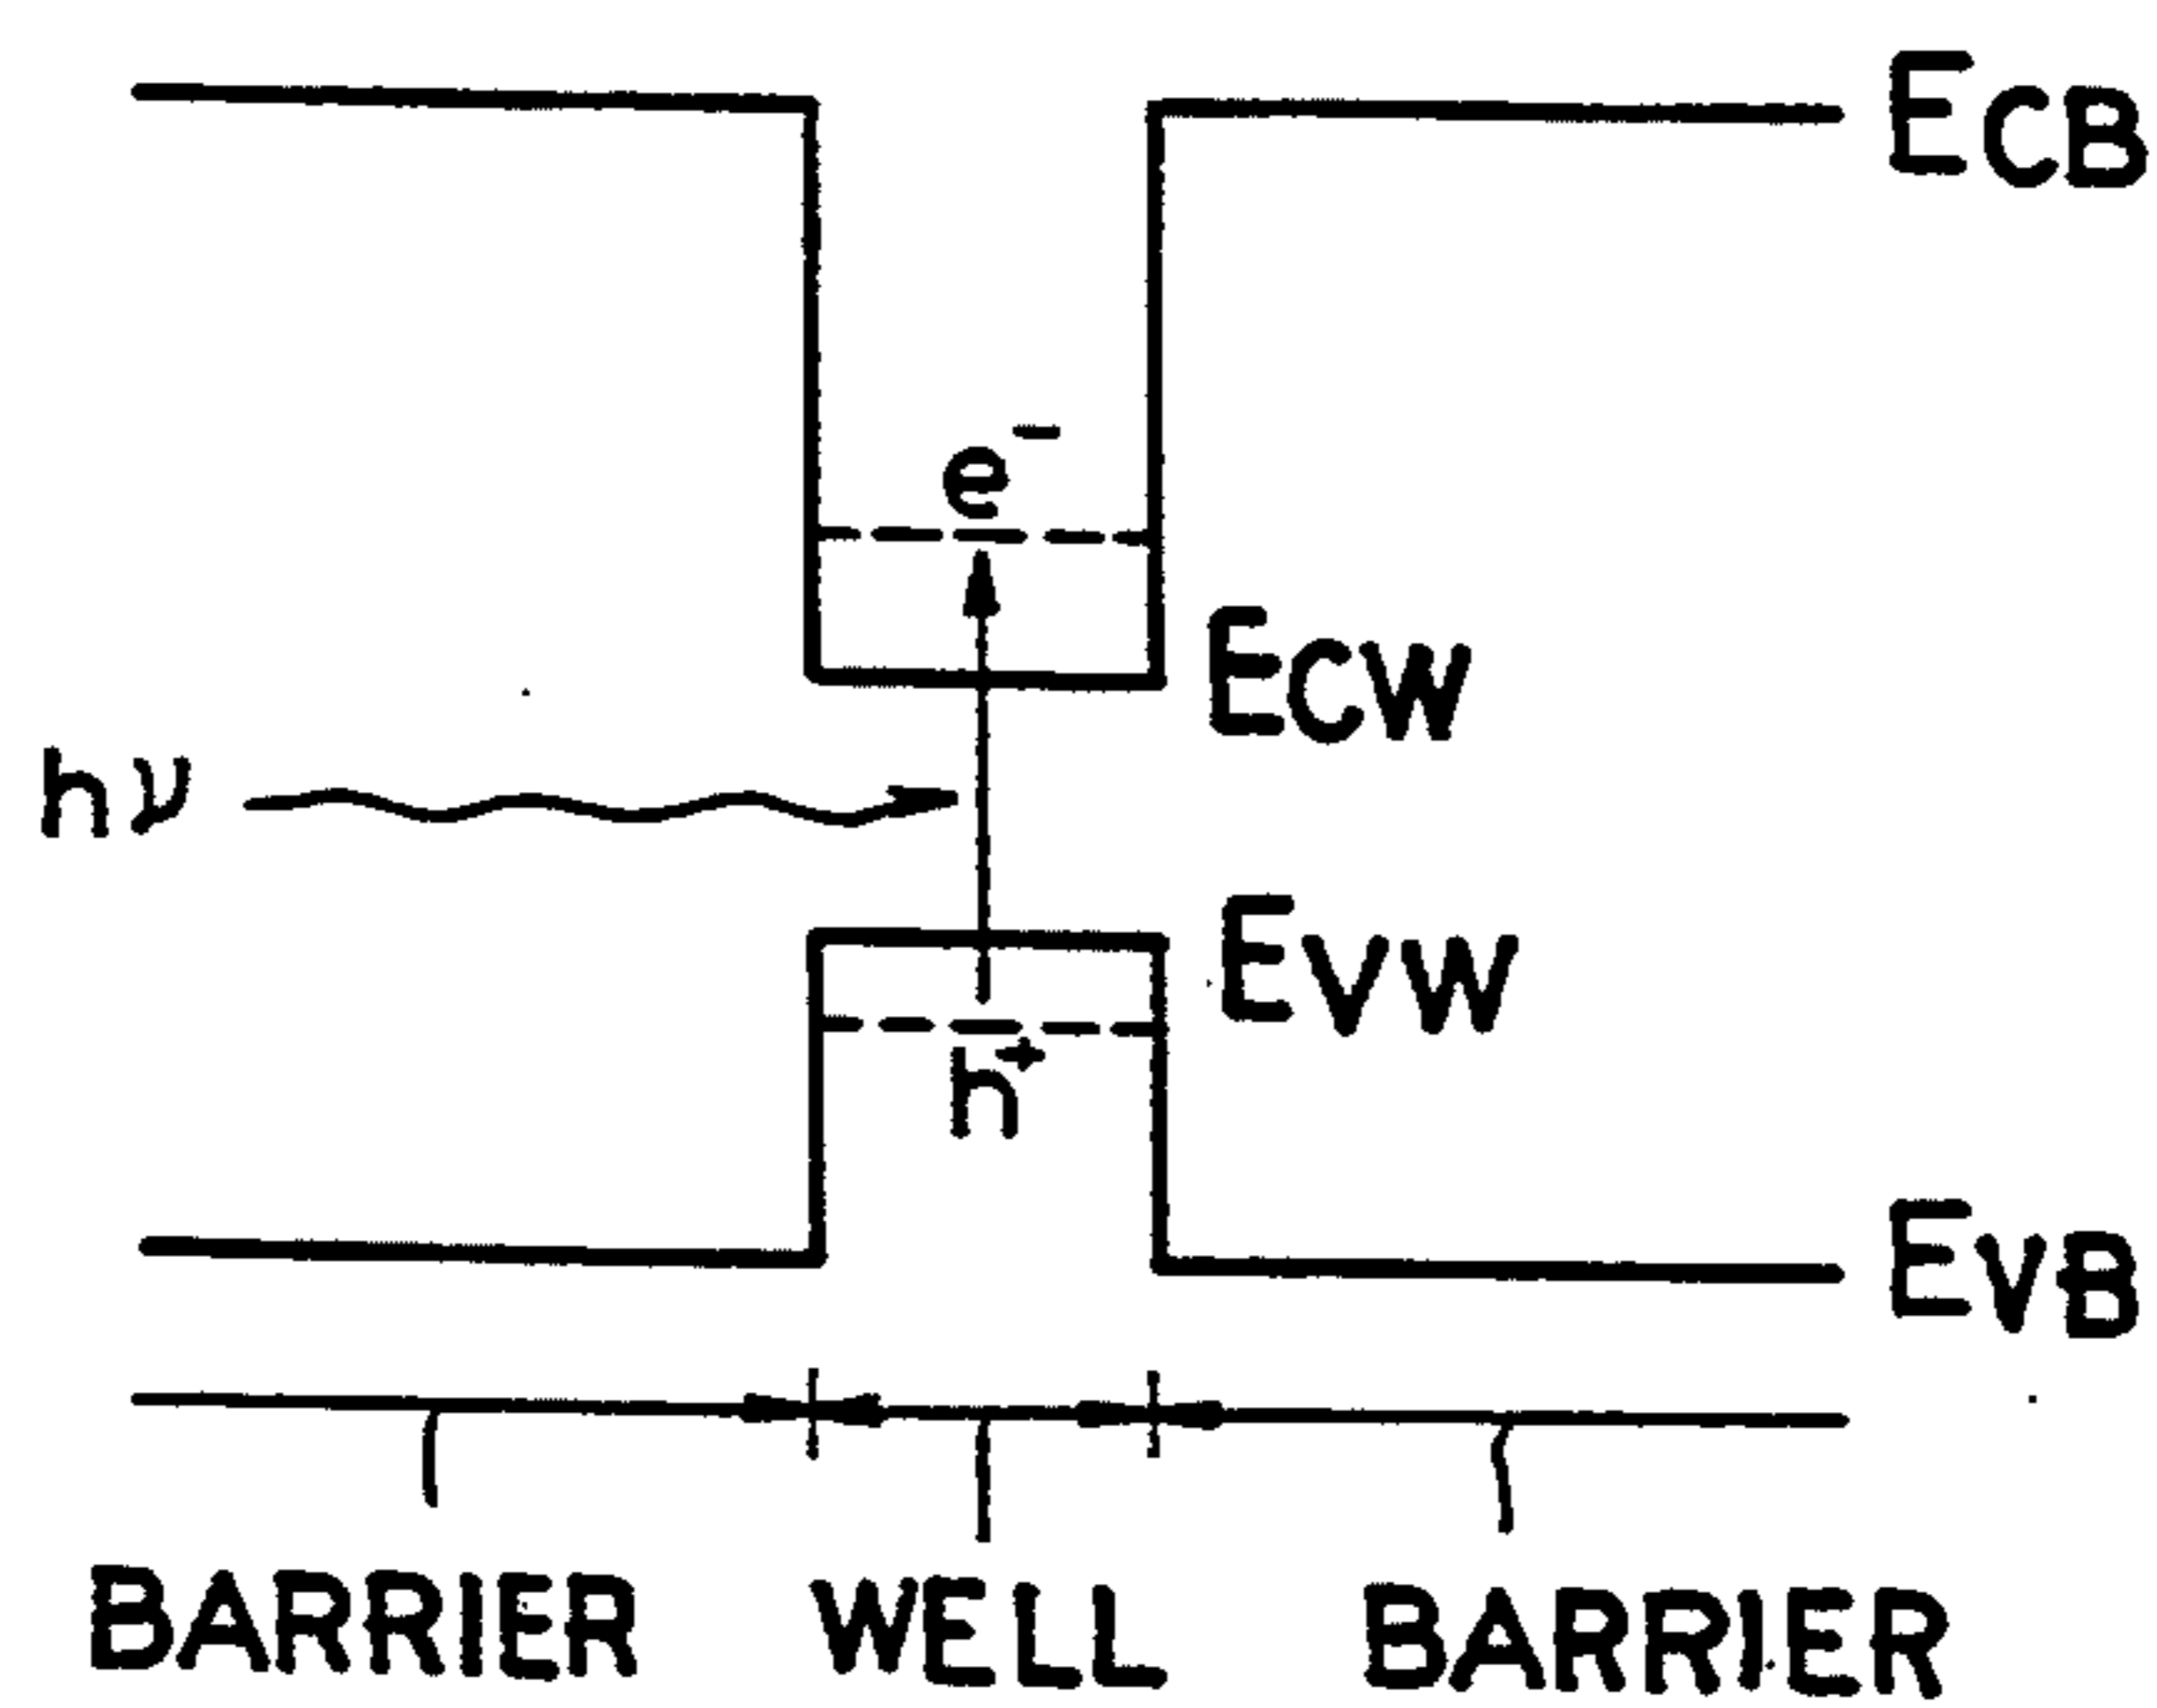 ECB
e⁻
ECW
hν
EVW
h⁺
EVB
BARRIER WELL BARRIER